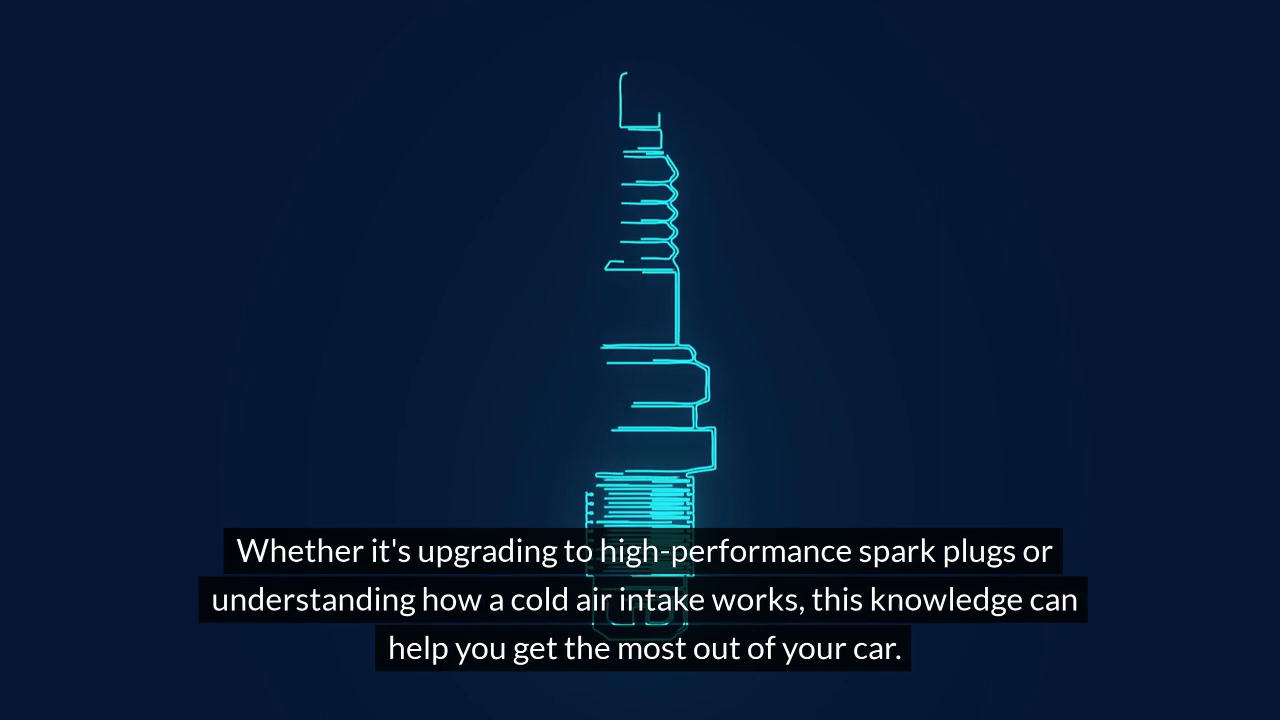 Whether it's upgrading to high-performance spark plugs or
understanding how a cold air intake works, this knowledge can
help you get the most out of your car.